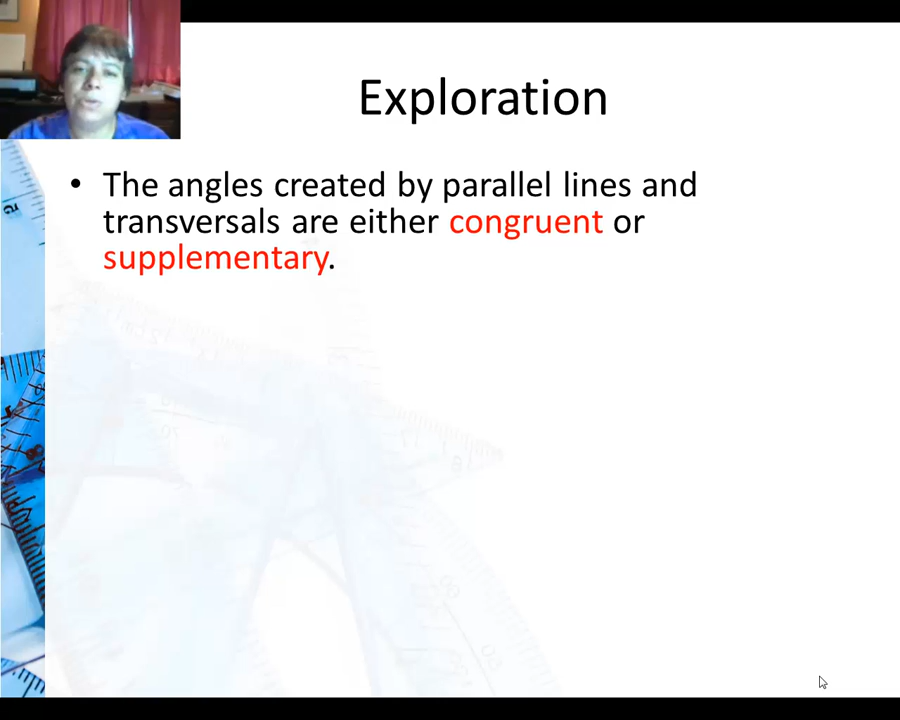 Exploration
• The angles created by parallel lines and
transversals are either congruent or
supplementary.